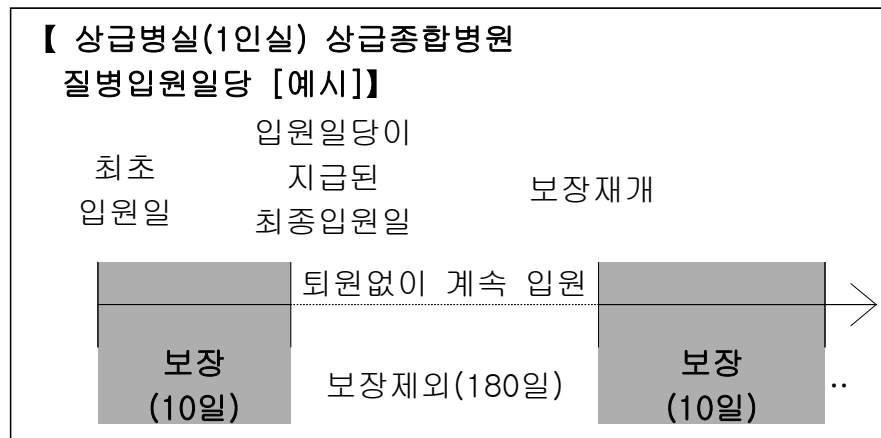 【 상급병실(1인실) 상급종합병원
질병입원일당 [예시]】
최초
입원일
입원일당이
지급된
최종입원일
보장재개
퇴원없이 계속 입원
보장
(10일)
보장제외(180일)
보장
(10일)
..